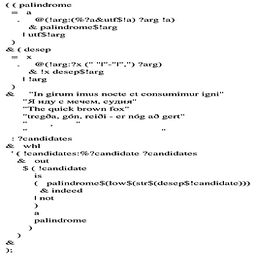 ( ( palindrome
= a
. @(!arg:(%?a&utf$!a) ?arg !a)
& palindrome$!arg
| utf$!arg
)
& ( desep
= x
. @(!arg:?x (" "|"-"|",") ?arg)
& !x desep$!arg
| !arg
)
& "In girum imus nocte et consumimur igni"
"Я иду с мечем, судия"
"The quick brown fox"
"tregða, gón, reiði - er nóg að gert"
" , "
" "
: ?candidates
& whl
' ( !candidates:%?candidate ?candidates
& out
$ ( !candidate
is
( palindrome$(low$(str$(desep$!candidate)))
& indeed
| not
)
a
palindrome
)
)
&
);